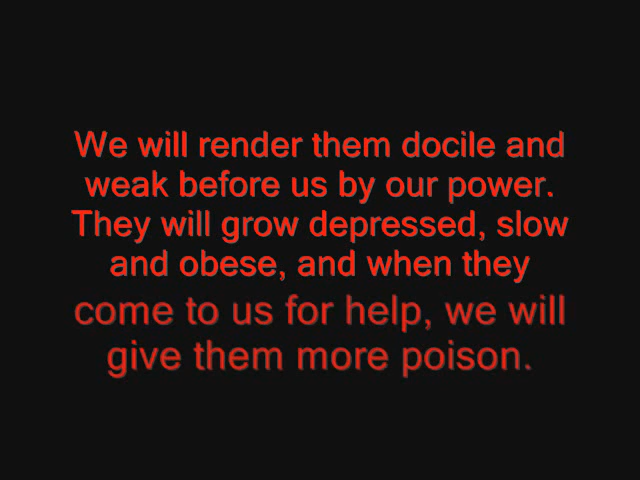 We will render them docile and
weak before us by our power.
They will grow depressed, slow
and obese, and when they
come to us for help, we will
give them more poison.